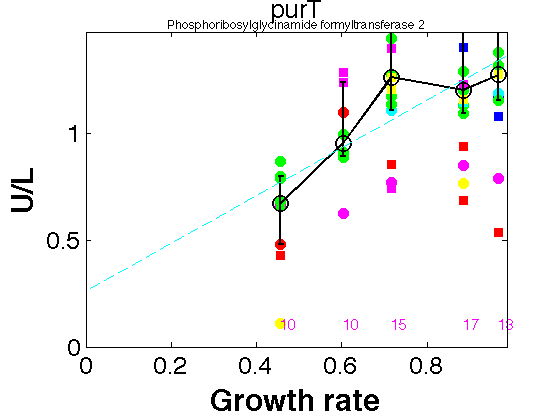 purT
Phosphoribosylglycinamide formyltransferase 2
U/L
1
0.5
0
10 10 15 17 13
0 0.2 0.4 0.6 0.8
Growth rate